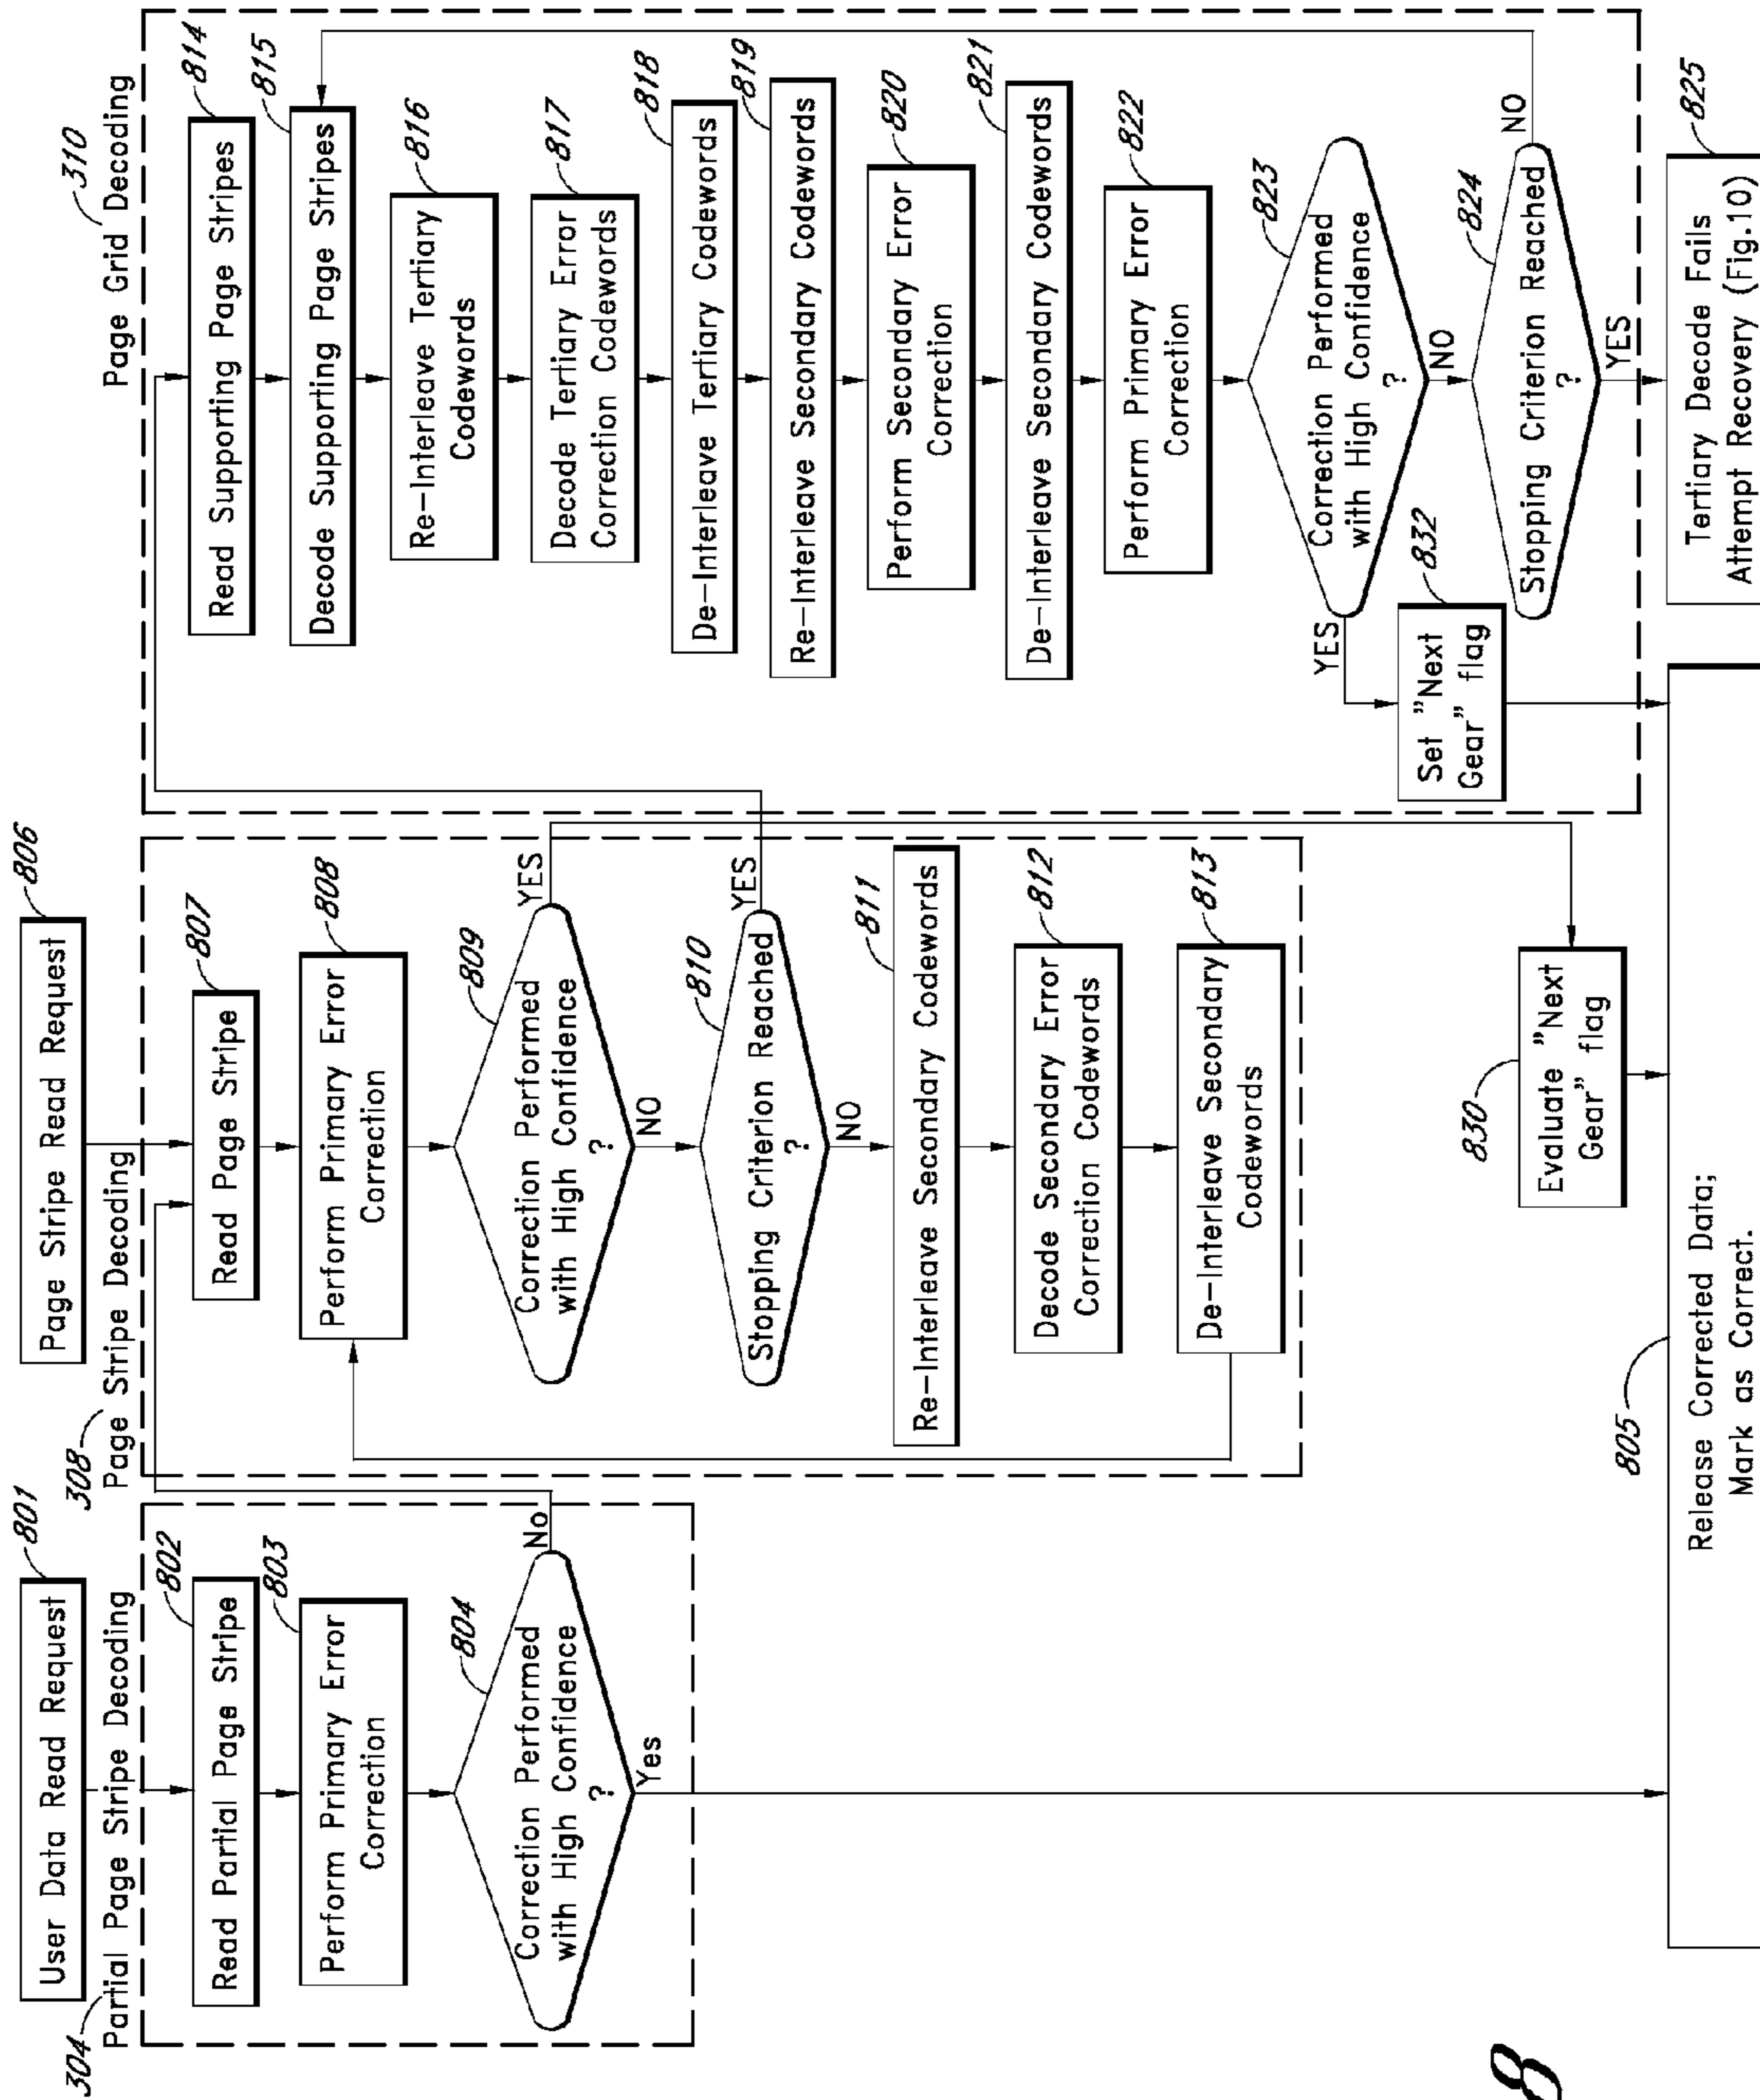 801
User Data Read Request
304
Partial Page Stripe Decoding
802
Read Partial Page Stripe
803
Perform Primary Error
Correction
804
Correction Performed
with High Confidence
?
No
Yes
806
Page Stripe Read Request
308
Page Stripe Decoding
807
Read Page Stripe
808
Perform Primary Error
Correction
809
Correction Performed
with High Confidence
?
YES
NO
810
Stopping Criterion Reached
?
YES
NO
811
Re-Interleave Secondary Codewords
812
Decode Secondary Error
Correction Codewords
813
De-Interleave Secondary
Codewords
830
Evaluate "Next
Gear" flag
310
Page Grid Decoding
814
Read Supporting Page Stripes
815
Decode Supporting Page Stripes
816
Re-Interleave Tertiary
Codewords
817
Decode Tertiary Error
Correction Codewords
818
De-Interleave Tertiary Codewords
819
Re-Interleave Secondary Codewords
820
Perform Secondary Error
Correction
821
De-Interleave Secondary Codewords
822
Perform Primary Error
Correction
823
Correction Performed
with High Confidence
?
YES
NO
832
Set "Next
Gear" flag
824
Stopping Criterion Reached
?
NO
YES
805
Release Corrected Data;
Mark as Correct.
825
Tertiary Decode Fails
Attempt Recovery (Fig.10)
8